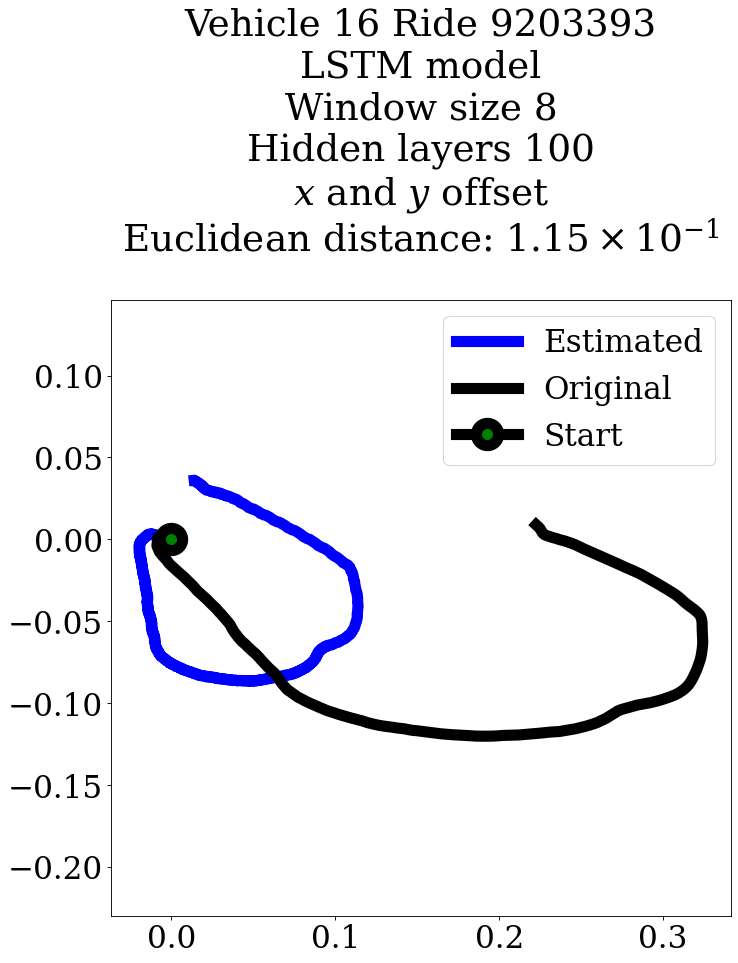 Vehicle 16 Ride 9203393
LSTM model
Window size 8
Hidden layers 100
x and y offset
Euclidean distance: 1.15 × 10⁻¹
Estimated
Original
Start
0.10
0.05
0.00
−0.05
−0.10
−0.15
−0.20
0.0 0.1 0.2 0.3